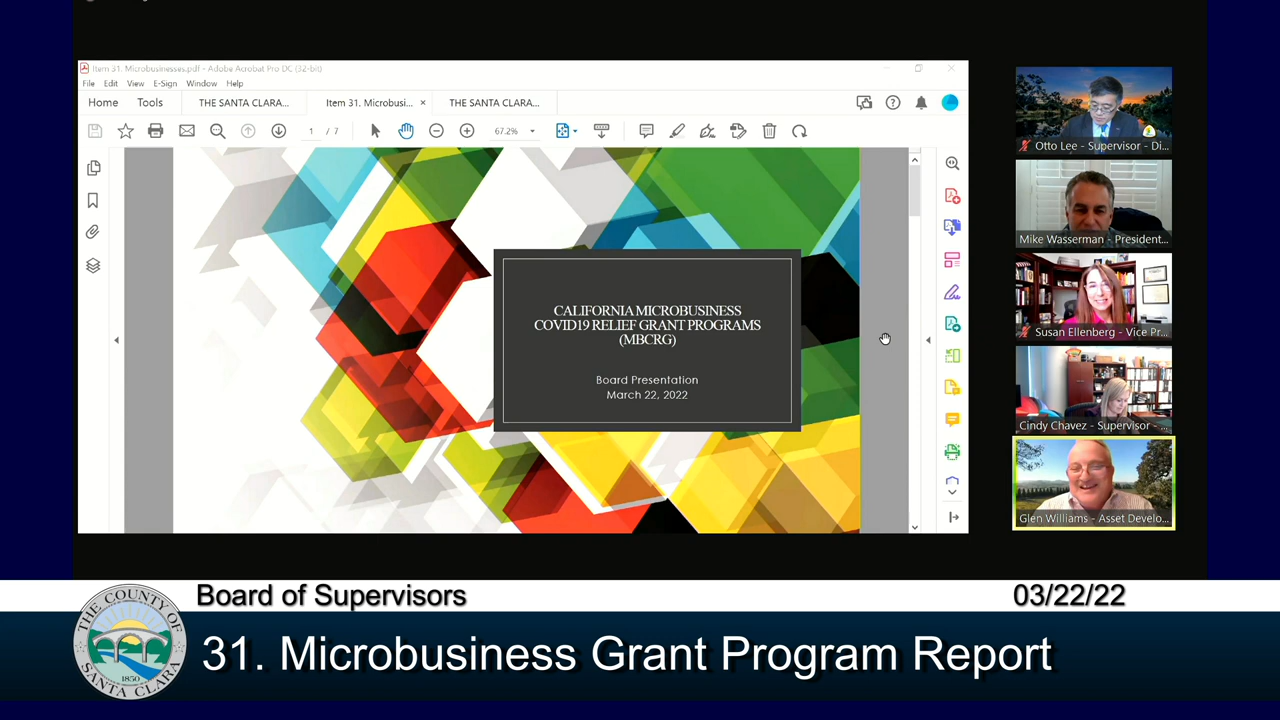 Item 31. Microbusinesses.pdf - Adobe Acrobat Pro DC (32-bit)
File Edit View E-Sign Window Help
Home Tools THE SANTA CLARA... Item 31. Microbusi... × THE SANTA CLARA...
1 / 7 67.2%
CALIFORNIA MICROBUSINESS
COVID19 RELIEF GRANT PROGRAMS
(MBCRG)
Board Presentation
March 22, 2022
Otto Lee - Supervisor - Di...
Mike Wasserman - President...
Susan Ellenberg - Vice Pr...
Cindy Chavez - Supervisor - ...
Glen Williams - Asset Develo...
Board of Supervisors 03/22/22
31. Microbusiness Grant Program Report
THE COUNTY OF
SANTA CLARA
1850